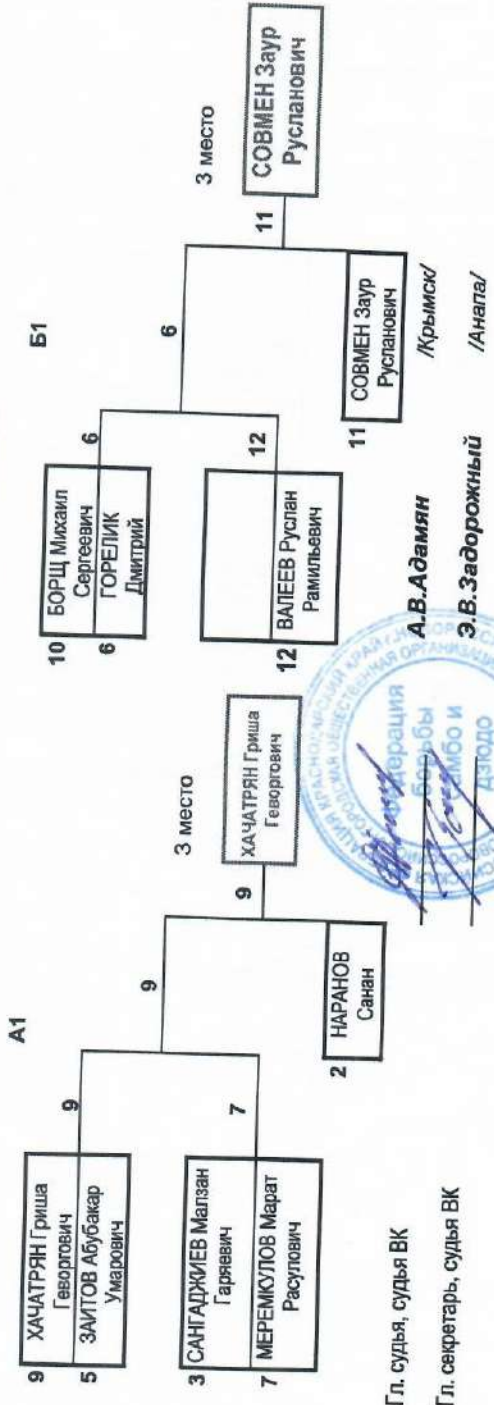 А1
9 ХАЧАТРЯН Гриша
Геворгович
5 ЗАИТОВ Абубакар
Умарович
9
3 САНГАДЖИЕВ Малзан
Гаряевич
7 МЕРЕМКУЛОВ Марат
Расулович
7
9
2 НАРАНОВ
Санан
9
3 место
ХАЧАТРЯН Гриша
Геворгович
Б1
10 БОРЩ Михаил
Сергеевич
6 ГОРЕЛИК
Дмитрий
6
12 ВАЛЕЕВ Руслан
Рамильевич
12
6
11 СОВМЕН Заур
Русланович
11
3 место
СОВМЕН Заур
Русланович
Гл. судья, судья ВК
А.В.Адамян
/Крымск/
Гл. секретарь, судья ВК
Э.В.Задорожный
/Анапа/
Федерация
борьбы
самбо и
дзюдо